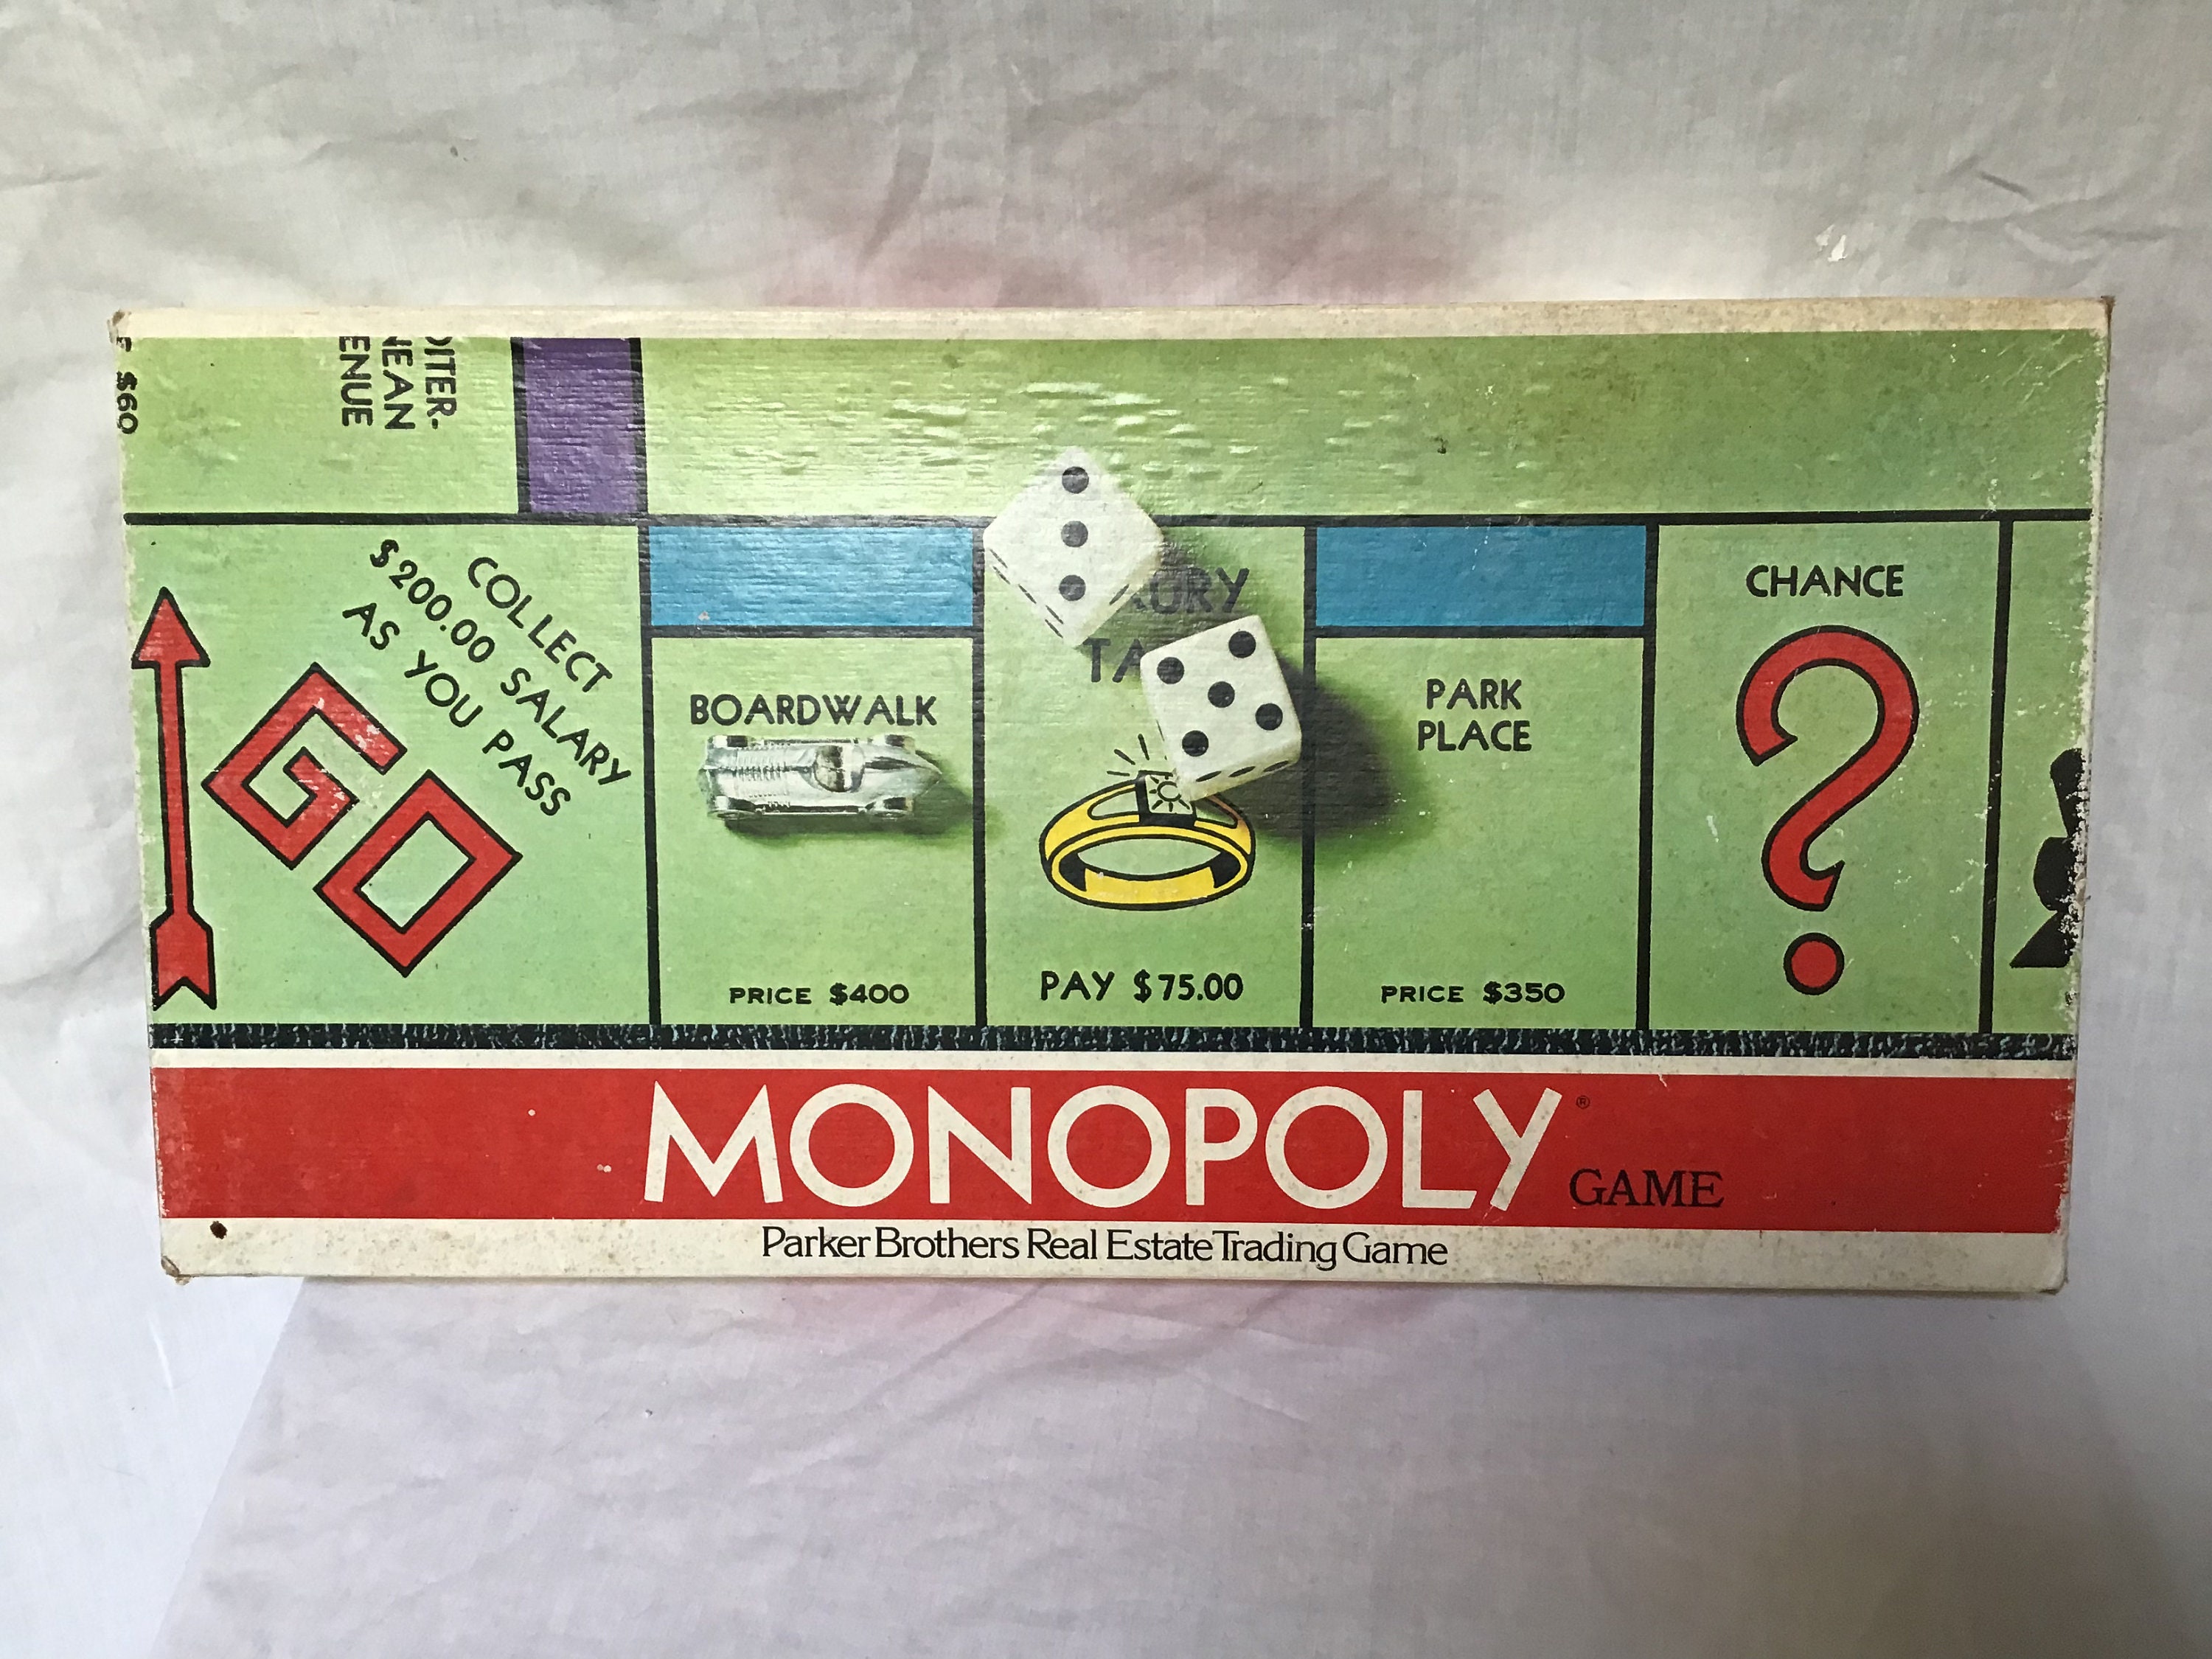 $60
COLLECT
$200.00 SALARY
AS YOU PASS
GO
BOARDWALK
PRICE $400
PAY $75.00
PARK
PLACE
PRICE $350
CHANCE
?
MONOPOLY®
GAME
Parker Brothers Real Estate Trading Game